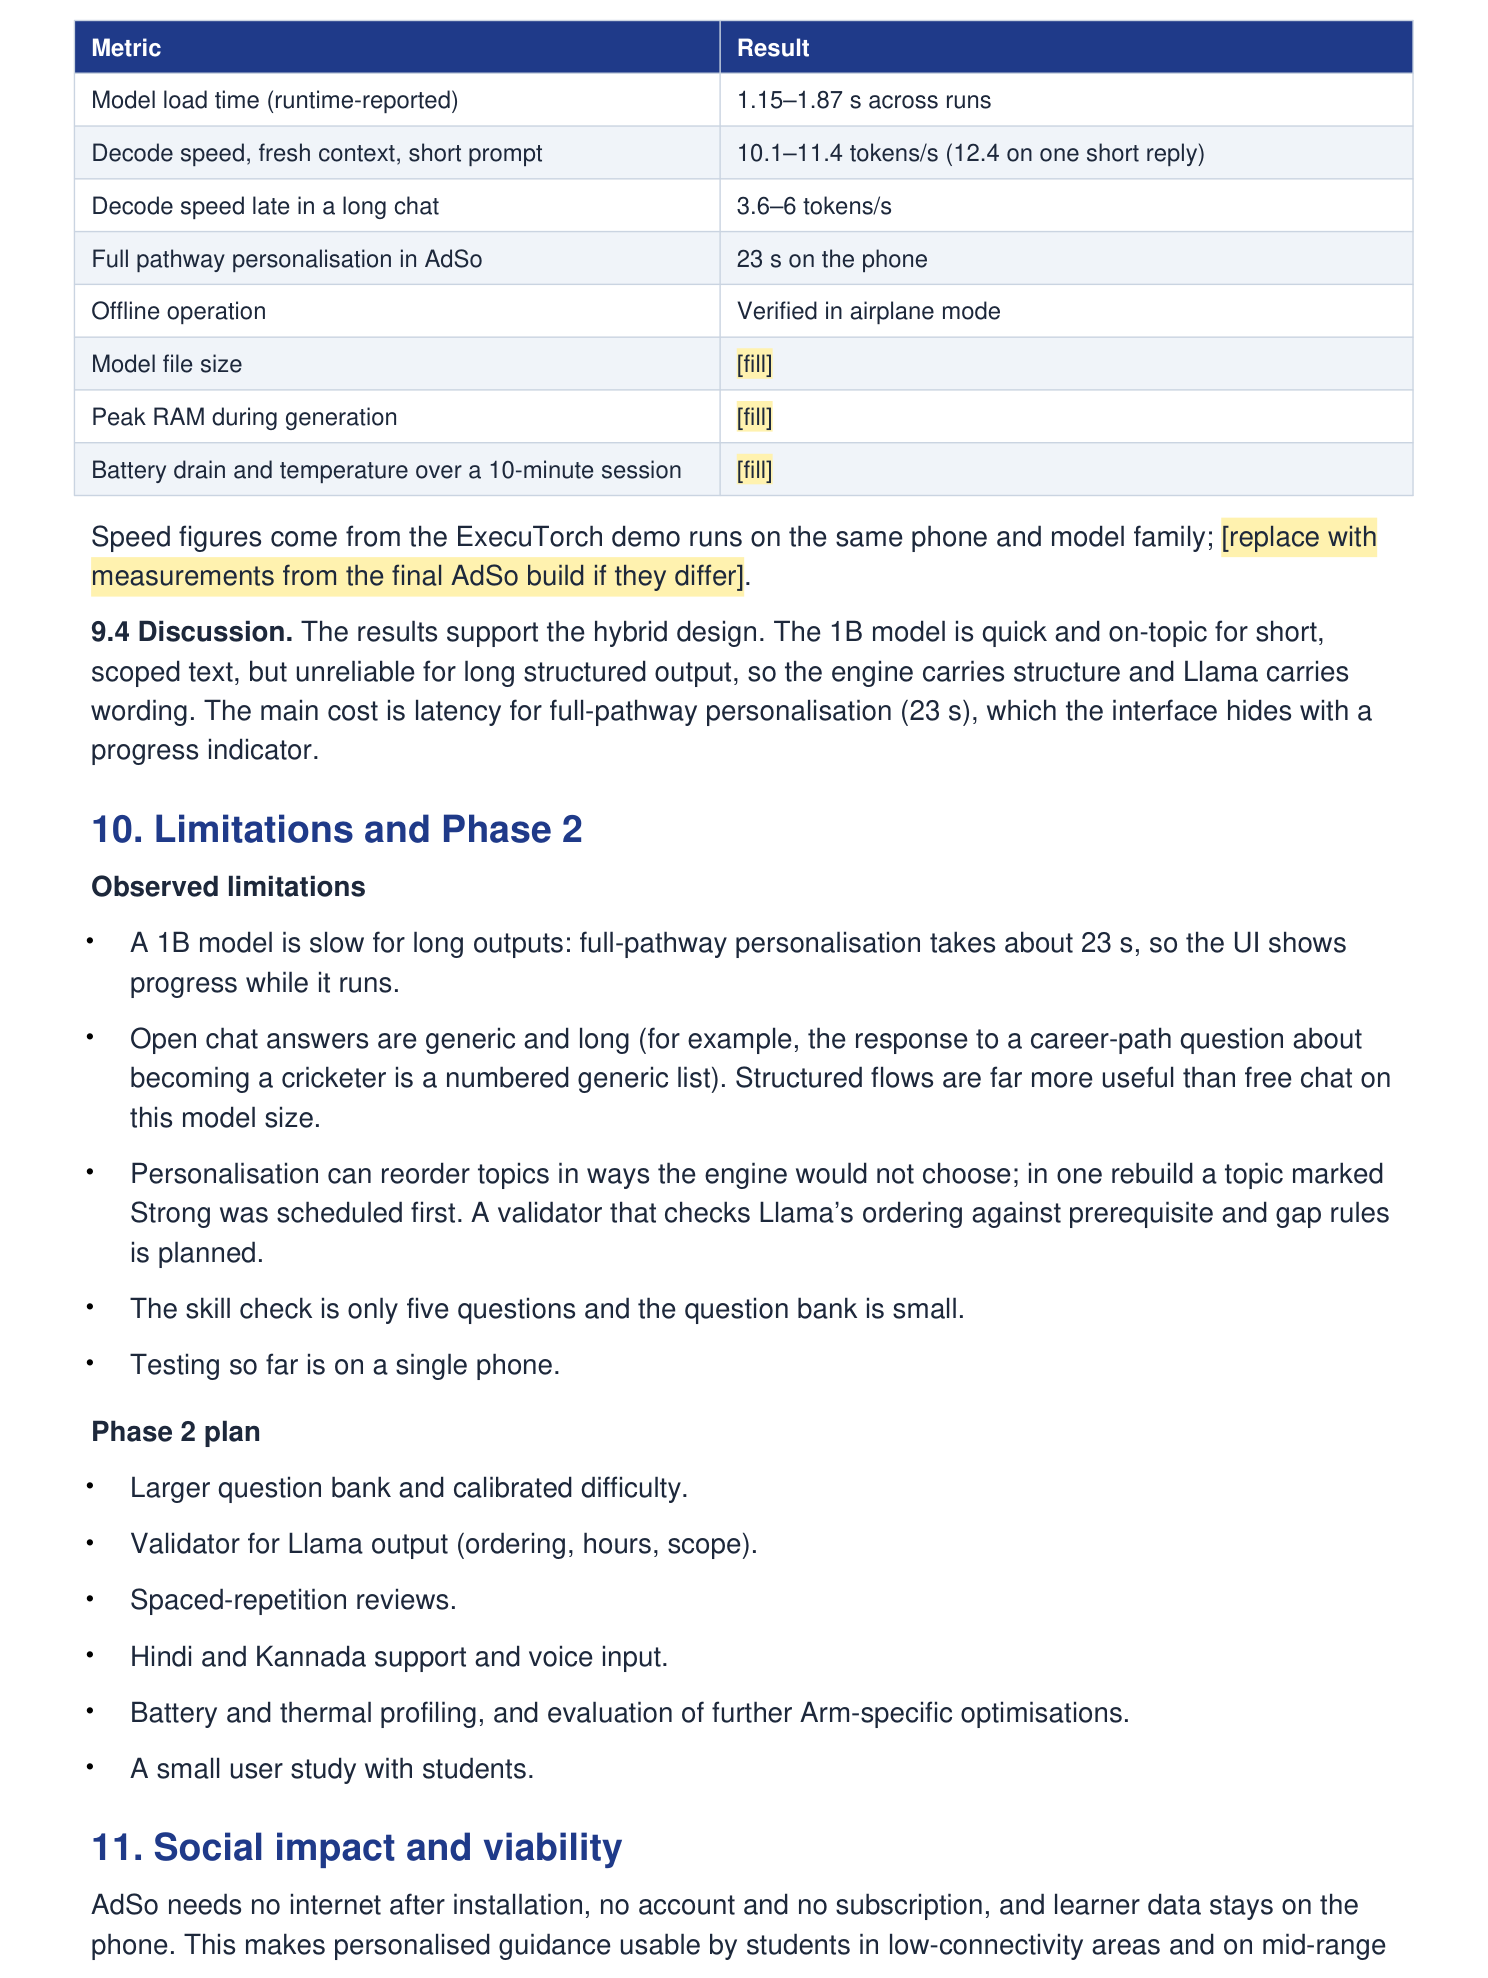 Metric Result
Model load time (runtime-reported) 1.15–1.87 s across runs
Decode speed, fresh context, short prompt 10.1–11.4 tokens/s (12.4 on one short reply)
Decode speed late in a long chat 3.6–6 tokens/s
Full pathway personalisation in AdSo 23 s on the phone
Offline operation Verified in airplane mode
Model file size [fill]
Peak RAM during generation [fill]
Battery drain and temperature over a 10-minute session [fill]
Speed figures come from the ExecuTorch demo runs on the same phone and model family; [replace with
measurements from the final AdSo build if they differ].
9.4 Discussion. The results support the hybrid design. The 1B model is quick and on-topic for short,
scoped text, but unreliable for long structured output, so the engine carries structure and Llama carries
wording. The main cost is latency for full-pathway personalisation (23 s), which the interface hides with a
progress indicator.
10. Limitations and Phase 2
Observed limitations
• A 1B model is slow for long outputs: full-pathway personalisation takes about 23 s, so the UI shows
progress while it runs.
• Open chat answers are generic and long (for example, the response to a career-path question about
becoming a cricketer is a numbered generic list). Structured flows are far more useful than free chat on
this model size.
• Personalisation can reorder topics in ways the engine would not choose; in one rebuild a topic marked
Strong was scheduled first. A validator that checks Llama’s ordering against prerequisite and gap rules
is planned.
• The skill check is only five questions and the question bank is small.
• Testing so far is on a single phone.
Phase 2 plan
• Larger question bank and calibrated difficulty.
• Validator for Llama output (ordering, hours, scope).
• Spaced-repetition reviews.
• Hindi and Kannada support and voice input.
• Battery and thermal profiling, and evaluation of further Arm-specific optimisations.
• A small user study with students.
11. Social impact and viability
AdSo needs no internet after installation, no account and no subscription, and learner data stays on the
phone. This makes personalised guidance usable by students in low-connectivity areas and on mid-range